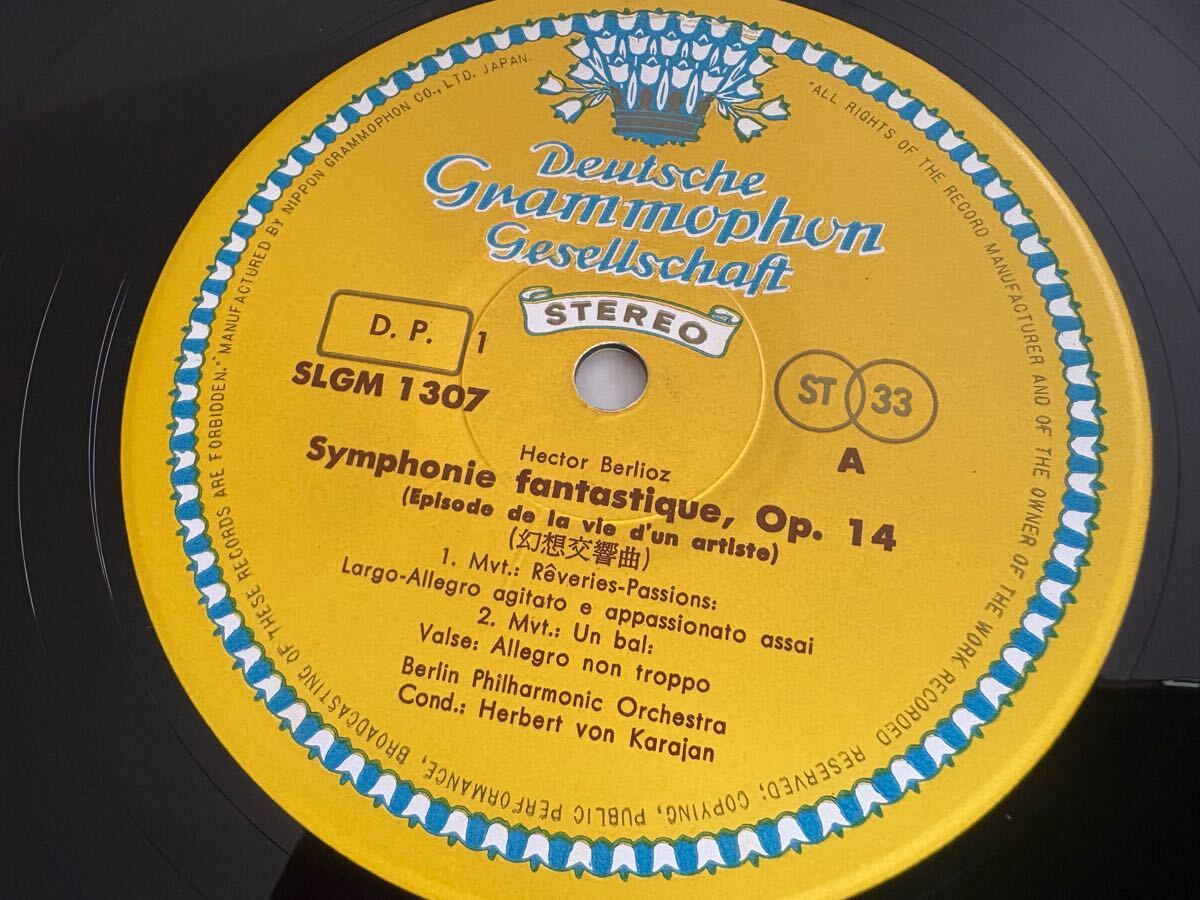 Deutsche
Grammophon
Gesellschaft
STEREO
D. P. 1
SLGM 1307
ST 33
A
Hector Berlioz
Symphonie fantastique, Op. 14
(Episode de la vie d'un artiste)
(幻想交響曲)
1. Mvt.: Rêveries-Passions:
Largo-Allegro agitato e appassionato assai
2. Mvt.: Un bal:
Valse: Allegro non troppo
Berlin Philharmonic Orchestra
Cond.: Herbert von Karajan
"ALL RIGHTS OF THE RECORD MANUFACTURER AND OF THE OWNER OF THE WORK RECORDED RESERVED; COPYING, PUBLIC PERFORMANCE, BROADCASTING OF THESE RECORDS ARE FORBIDDEN." MANUFACTURED BY NIPPON GRAMMOPHON CO., LTD. JAPAN.